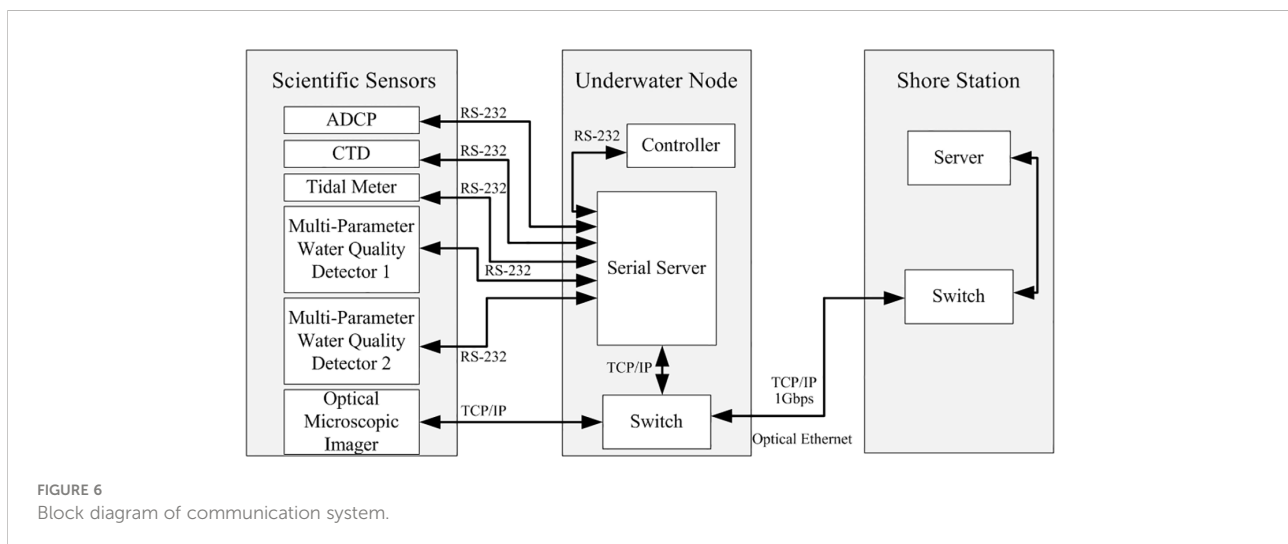 Scientific Sensors
ADCP
CTD
Tidal Meter
Multi-Parameter
Water Quality
Detector 1
Multi-Parameter
Water Quality
Detector 2
Optical
Microscopic
Imager
RS-232
RS-232
RS-232
RS-232
RS-232
TCP/IP
Underwater Node
RS-232
Controller
Serial Server
TCP/IP
Switch
TCP/IP
1Gbps
Optical Ethernet
Shore Station
Server
Switch
FIGURE 6
Block diagram of communication system.